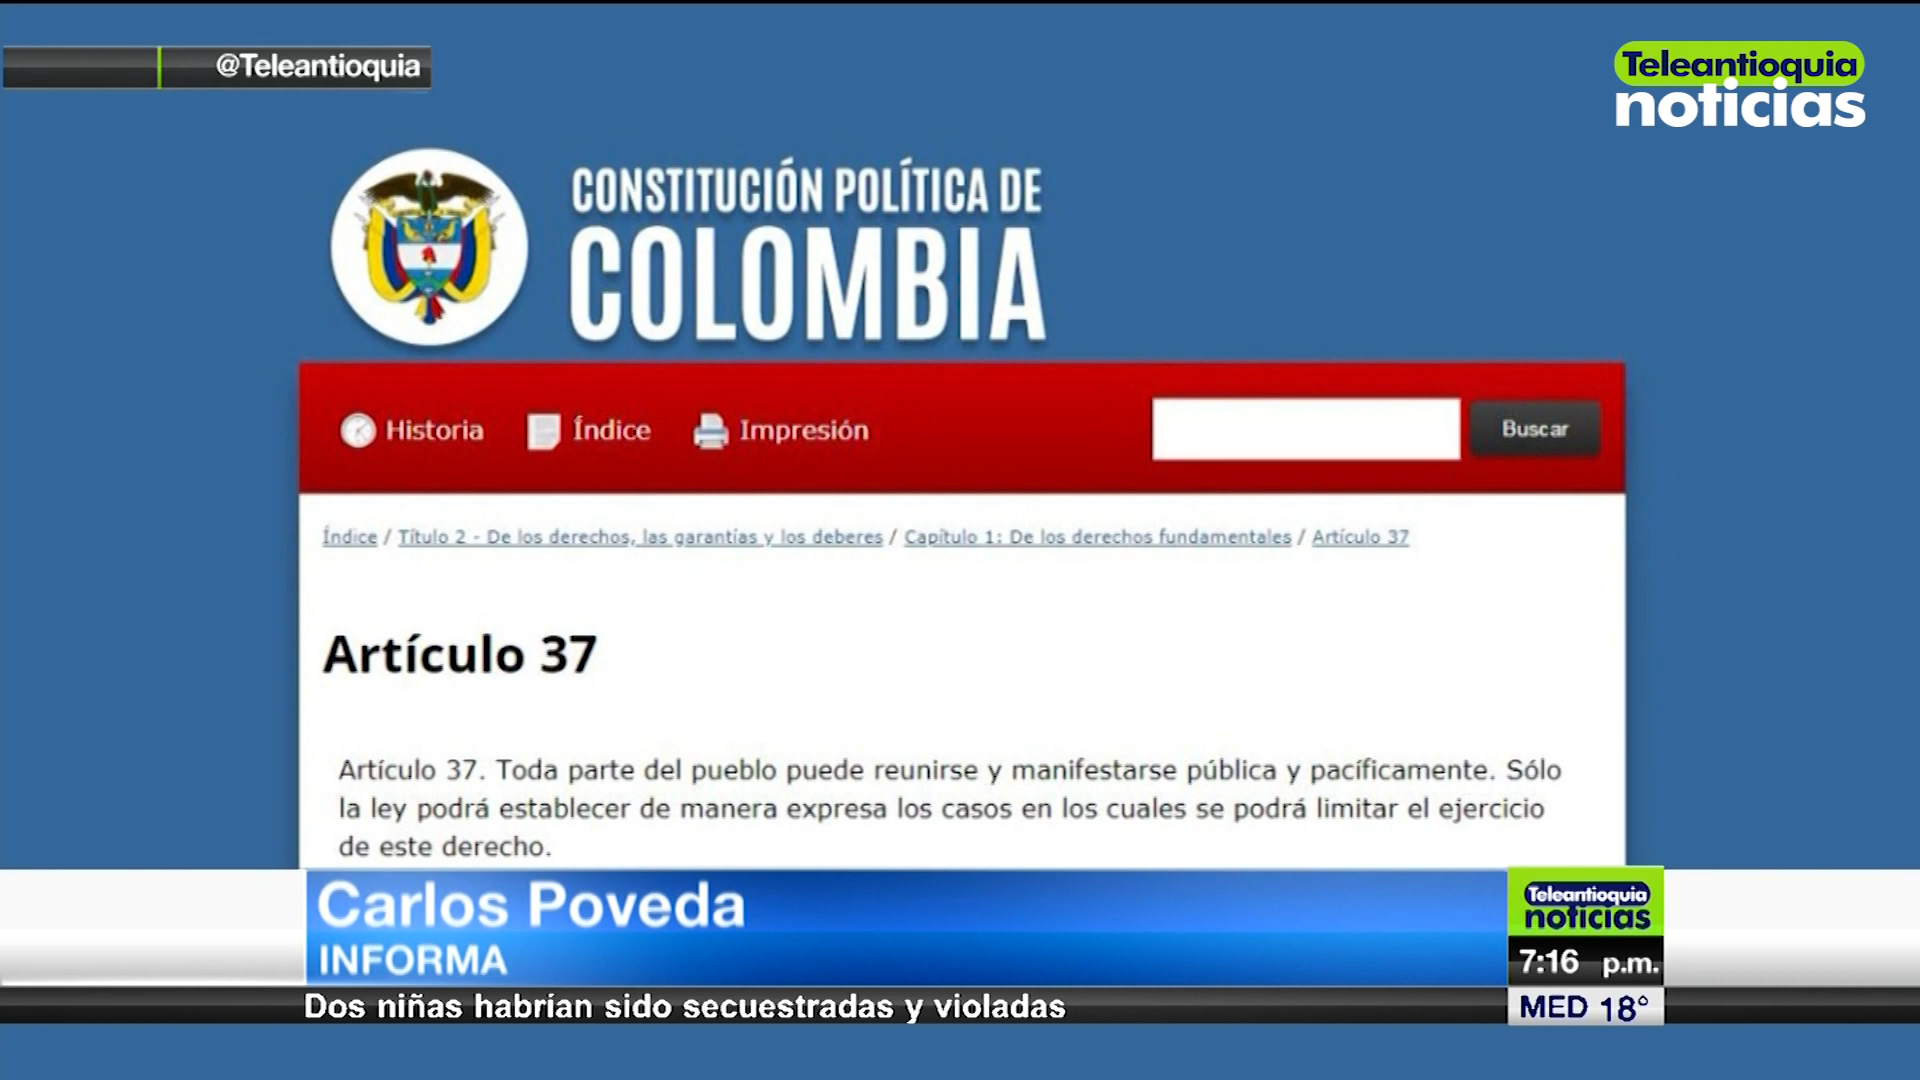 @Teleantioquia
Teleantioquia
noticias
CONSTITUCIÓN POLÍTICA DE
COLOMBIA
Historia
Índice
Impresión
Buscar
Índice / Título 2 - De los derechos, las garantías y los deberes / Capítulo 1: De los derechos fundamentales / Artículo 37
Artículo 37
Artículo 37. Toda parte del pueblo puede reunirse y manifestarse pública y pacíficamente. Sólo
la ley podrá establecer de manera expresa los casos en los cuales se podrá limitar el ejercicio
de este derecho.
Carlos Poveda
INFORMA
Teleantioquia
noticias
7:16 p.m.
Dos niñas habrían sido secuestradas y violadas
MED 18°